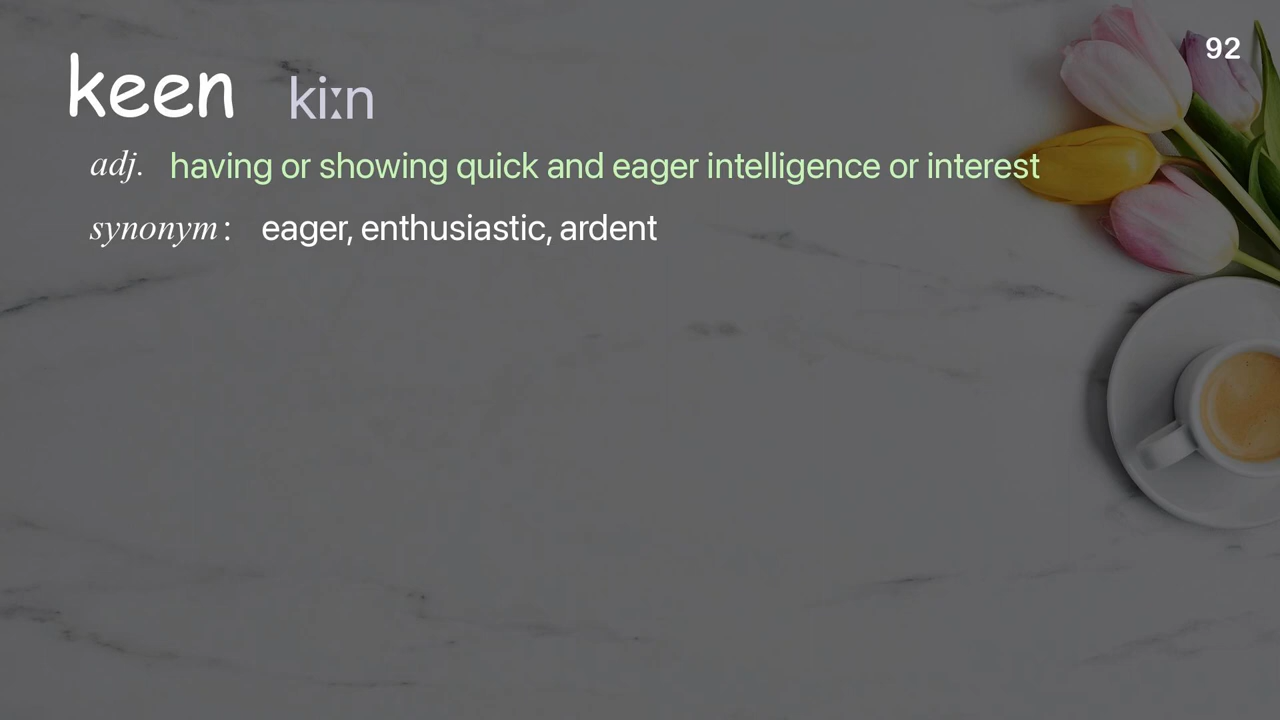 92
keen kiːn
adj. having or showing quick and eager intelligence or interest
synonym: eager, enthusiastic, ardent